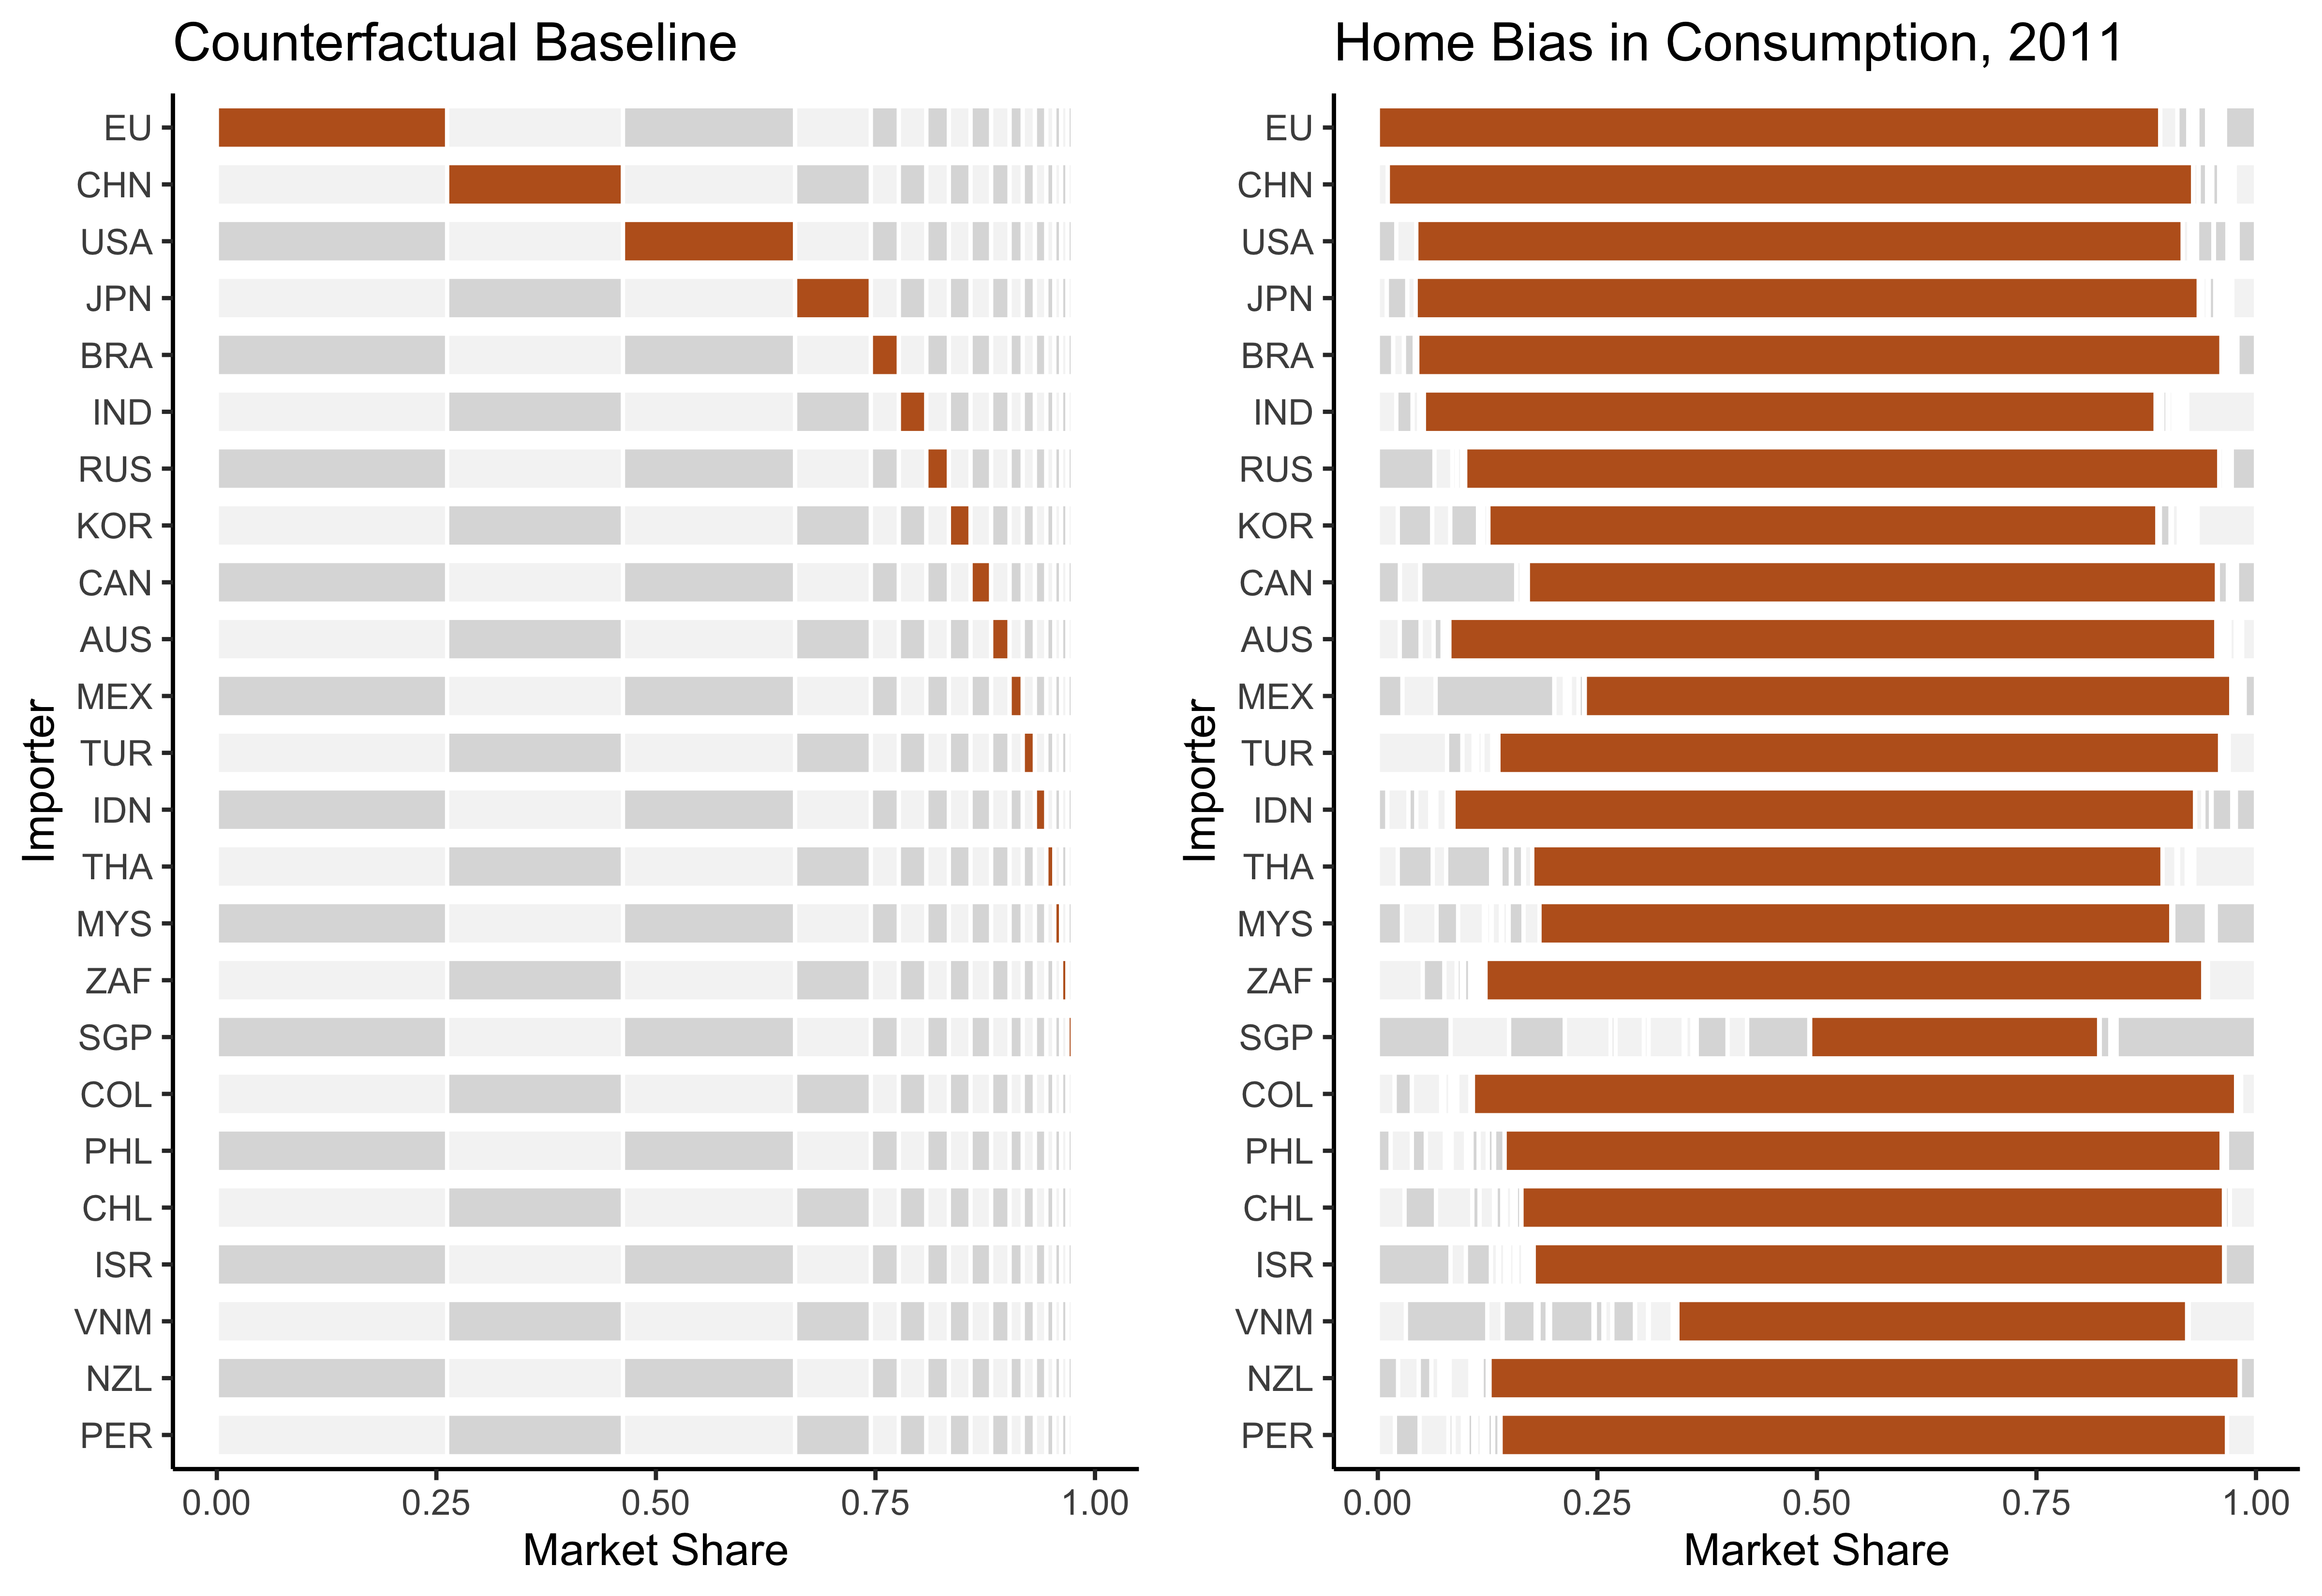 Counterfactual Baseline
Importer
EU
CHN
USA
JPN
BRA
IND
RUS
KOR
CAN
AUS
MEX
TUR
IDN
THA
MYS
ZAF
SGP
COL
PHL
CHL
ISR
VNM
NZL
PER
0.00 0.25 0.50 0.75 1.00
Market Share
Home Bias in Consumption, 2011
Importer
EU
CHN
USA
JPN
BRA
IND
RUS
KOR
CAN
AUS
MEX
TUR
IDN
THA
MYS
ZAF
SGP
COL
PHL
CHL
ISR
VNM
NZL
PER
0.00 0.25 0.50 0.75 1.00
Market Share